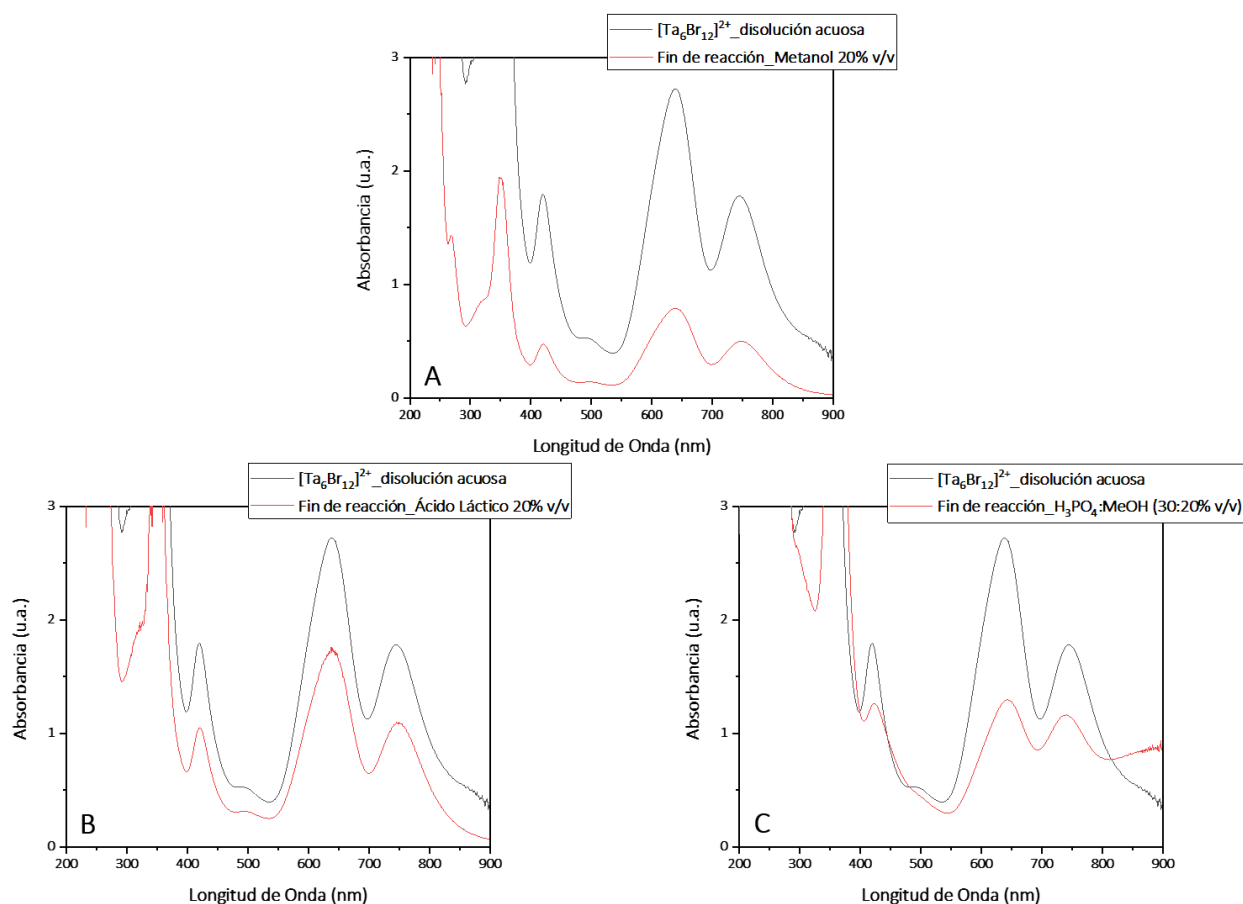 [Ta6Br12]2+_disolución acuosa
Fin de reacción_Metanol 20% v/v
3
2
1
0
Absorbancia (u.a.)
A
200 300 400 500 600 700 800 900
Longitud de Onda (nm)
[Ta6Br12]2+_disolución acuosa
Fin de reacción_Ácido Láctico 20% v/v
3
2
1
0
Absorbancia (u.a.)
B
200 300 400 500 600 700 800 900
Longitud de Onda (nm)
[Ta6Br12]2+_disolución acuosa
Fin de reacción_H3PO4:MeOH (30:20% v/v)
3
2
1
0
Absorbancia (u.a.)
C
200 300 400 500 600 700 800 900
Longitud de Onda (nm)